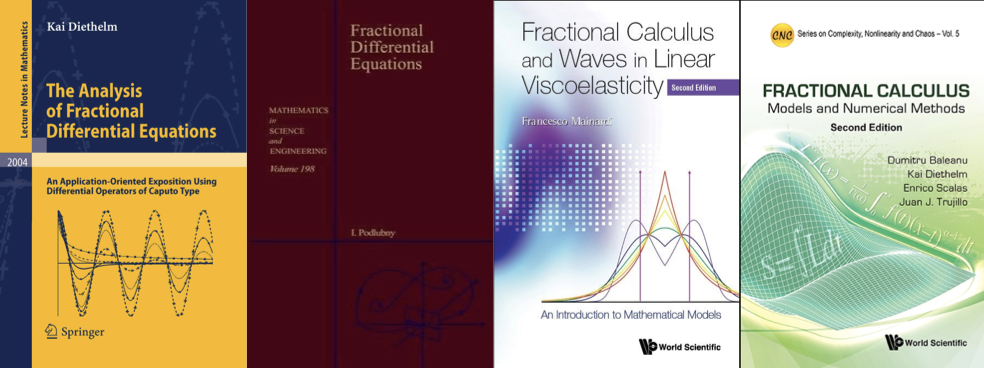 Lecture Notes in Mathematics
2004
Kai Diethelm
The Analysis
of Fractional
Differential Equations
An Application-Oriented Exposition Using
Differential Operators of Caputo Type
Springer
Fractional
Differential
Equations
MATHEMATICS
in
SCIENCE
and
ENGINEERING
Volume 198
I. Podlubny
Fractional Calculus
and Waves in Linear
Viscoelasticity
Second Edition
Francesco Mainardi
An Introduction to Mathematical Models
World Scientific
CNC
Series on Complexity, Nonlinearity and Chaos – Vol. 5
FRACTIONAL CALCULUS
Models and Numerical Methods
Second Edition
Dumitru Baleanu
Kai Diethelm
Enrico Scalas
Juan J. Trujillo
s=∫L du
World Scientific